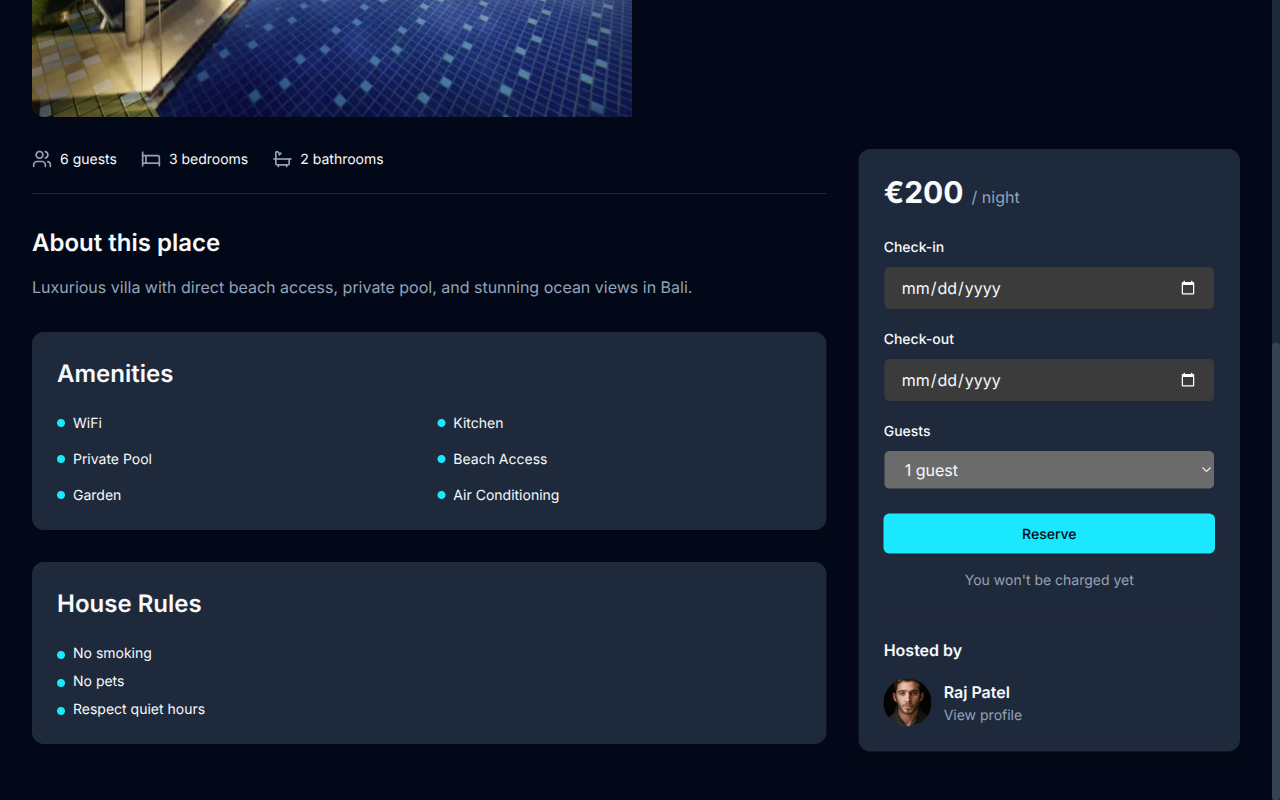 6 guests
3 bedrooms
2 bathrooms
About this place
Luxurious villa with direct beach access, private pool, and stunning ocean views in Bali.
Amenities
WiFi
Kitchen
Private Pool
Beach Access
Garden
Air Conditioning
House Rules
No smoking
No pets
Respect quiet hours
€200 / night
Check-in
mm/dd/yyyy
Check-out
mm/dd/yyyy
Guests
1 guest
Reserve
You won't be charged yet
Hosted by
Raj Patel
View profile